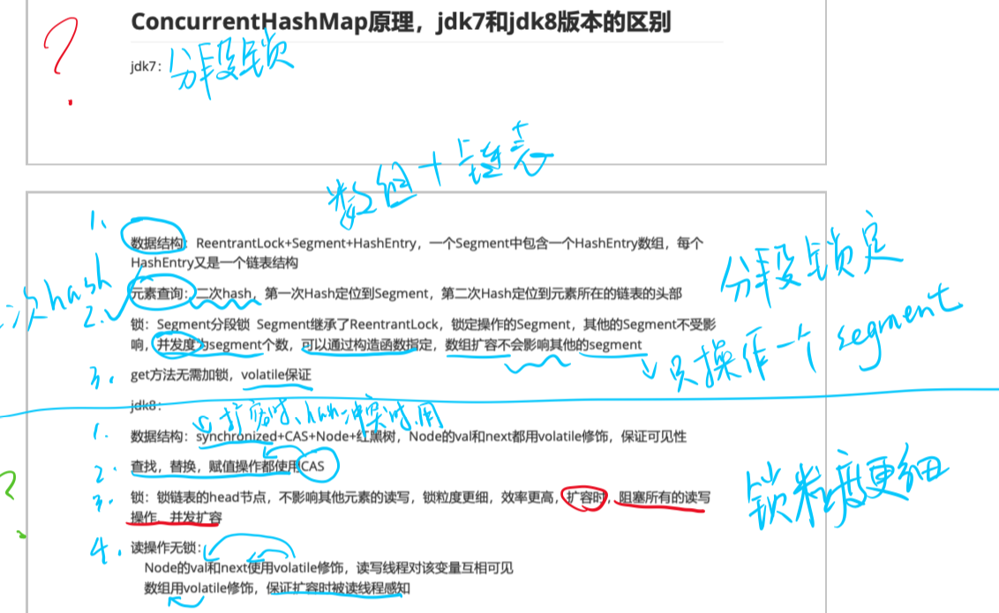 ConcurrentHashMap原理，jdk7和jdk8版本的区别
?
jdk7：分段锁
数组+链表
1.
数据结构：ReentrantLock+Segment+HashEntry，一个Segment中包含一个HashEntry数组，每个
HashEntry又是一个链表结构
分段锁定
次hash
2.
元素查询：二次hash，第一次Hash定位到Segment，第二次Hash定位到元素所在的链表的头部
锁：Segment分段锁 Segment继承了ReentrantLock，锁定操作的Segment，其他的Segment不受影
响，并发度为segment个数，可以通过构造函数指定，数组扩容不会影响其他的segment
只操作一个segment
3.
get方法无需加锁，volatile保证
jdk8：
扩容时、hash冲突时.用
1.
数据结构：synchronized+CAS+Node+红黑树，Node的val和next都用volatile修饰，保证可见性
2.
查找，替换，赋值操作都使用CAS
锁粒度更细
?
3.
锁：锁链表的head节点，不影响其他元素的读写，锁粒度更细，效率更高，扩容时，阻塞所有的读写
操作、并发扩容
4.
读操作无锁：
Node的val和next使用volatile修饰，读写线程对该变量互相可见
数组用volatile修饰，保证扩容时被读线程感知